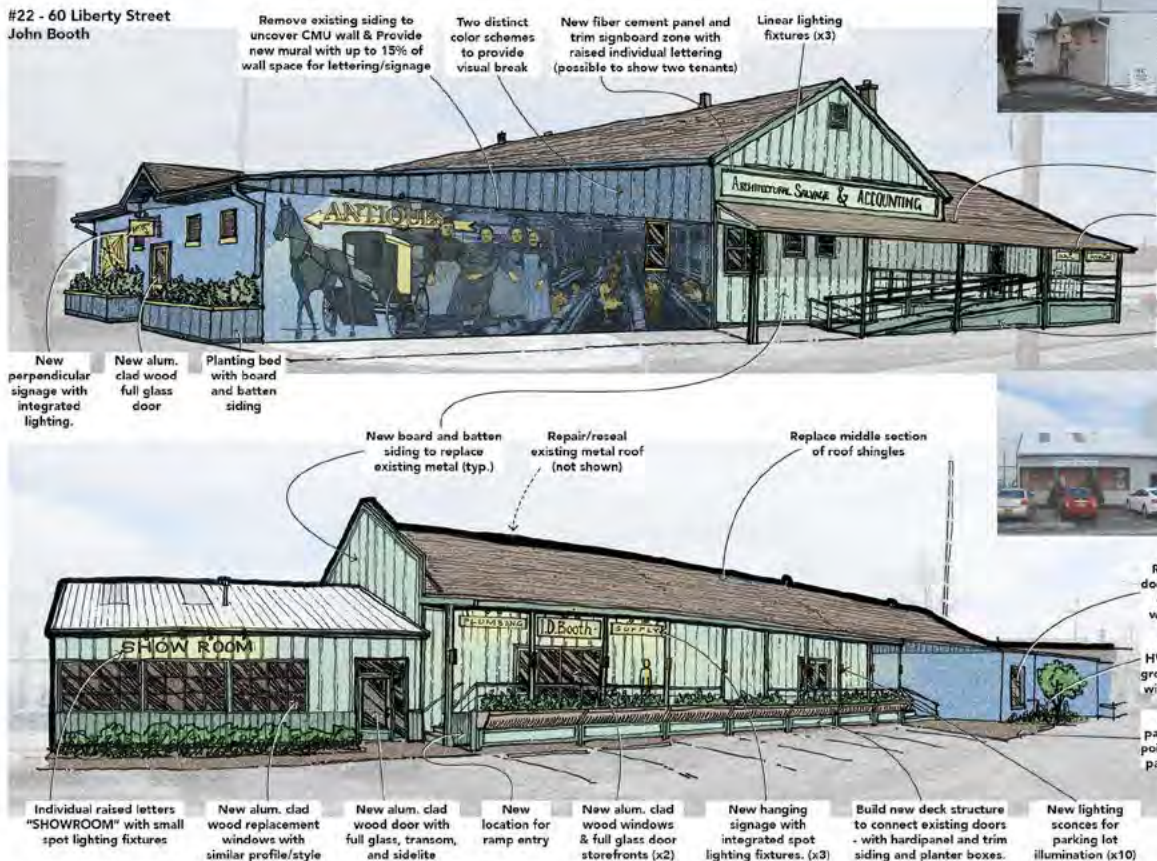 #22 - 60 Liberty Street
John Booth
Remove existing siding to
uncover CMU wall & Provide
new mural with up to 15% of
wall space for lettering/signage
Two distinct
color schemes
to provide
visual break
New fiber cement panel and
trim signboard zone with
raised individual lettering
(possible to show two tenants)
Linear lighting
fixtures (x3)
ANTIQUES
ARCHITECTURAL SALVAGE & ACCOUNTING
New
perpendicular
signage with
integrated
lighting.
New alum.
clad wood
full glass
door
Planting bed
with board
and batten
siding
New board and batten
siding to replace
existing metal (typ.)
Repair/reseal
existing metal roof
(not shown)
Replace middle section
of roof shingles
SHOW ROOM
PLUMBING
D. Booth
SUPPLY
Individual raised letters
"SHOWROOM" with small
spot lighting fixtures
New alum. clad
wood replacement
windows with
similar profile/style
New alum. clad
wood door with
full glass, transom,
and sidelite
New
location for
ramp entry
New alum. clad
wood windows
& full glass door
storefronts (x2)
New hanging
signage with
integrated spot
lighting fixtures. (x3)
Build new deck structure
to connect existing doors
- with hardipanel and trim
siding and planter boxes.
New lighting
sconces for
parking lot
illumination (x10)